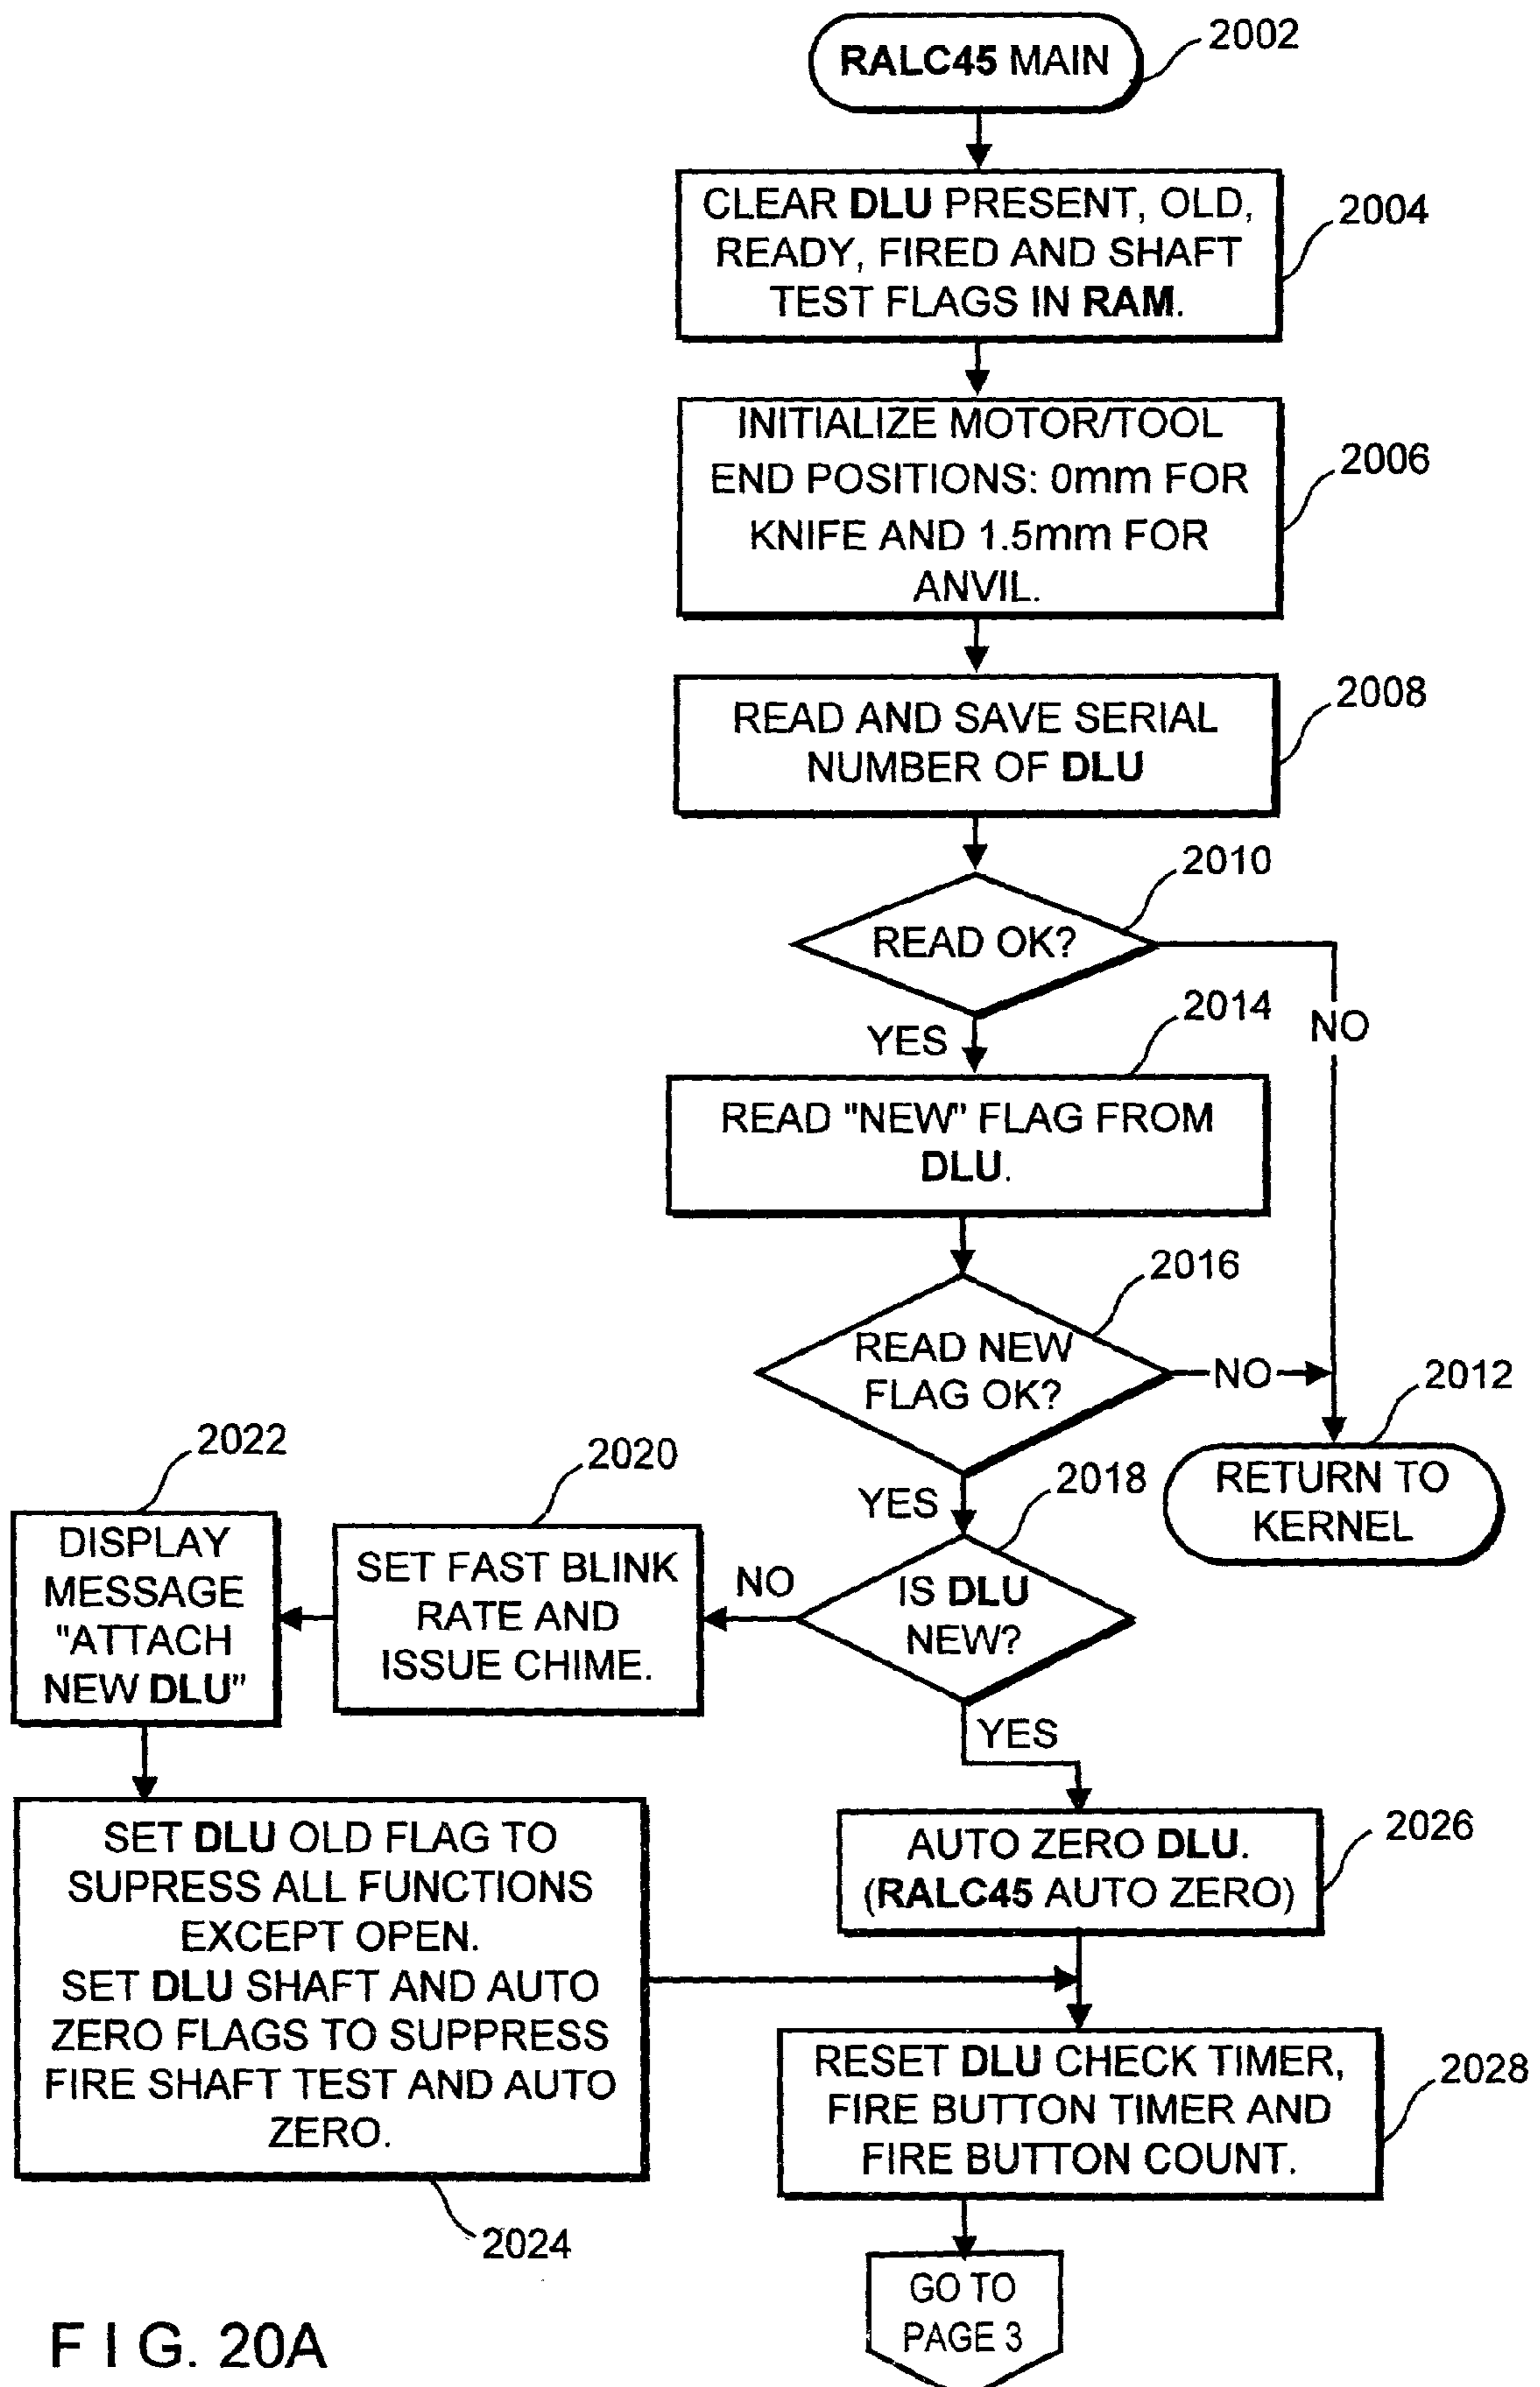 RALC45 MAIN
2002
CLEAR DLU PRESENT, OLD,
READY, FIRED AND SHAFT
TEST FLAGS IN RAM.
2004
INITIALIZE MOTOR/TOOL
END POSITIONS: 0mm FOR
KNIFE AND 1.5mm FOR
ANVIL.
2006
READ AND SAVE SERIAL
NUMBER OF DLU
2008
READ OK?
2010
NO
YES
READ "NEW" FLAG FROM
DLU.
2014
READ NEW
FLAG OK?
2016
NO
RETURN TO
KERNEL
2012
YES
IS DLU
NEW?
2018
NO
SET FAST BLINK
RATE AND
ISSUE CHIME.
2020
DISPLAY
MESSAGE
"ATTACH
NEW DLU"
2022
SET DLU OLD FLAG TO
SUPRESS ALL FUNCTIONS
EXCEPT OPEN.
SET DLU SHAFT AND AUTO
ZERO FLAGS TO SUPPRESS
FIRE SHAFT TEST AND AUTO
ZERO.
2024
YES
AUTO ZERO DLU.
(RALC45 AUTO ZERO)
2026
RESET DLU CHECK TIMER,
FIRE BUTTON TIMER AND
FIRE BUTTON COUNT.
2028
GO TO
PAGE 3
FIG. 20A